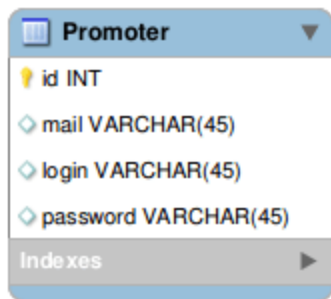 Promoter
id INT
mail VARCHAR(45)
login VARCHAR(45)
password VARCHAR(45)
Indexes